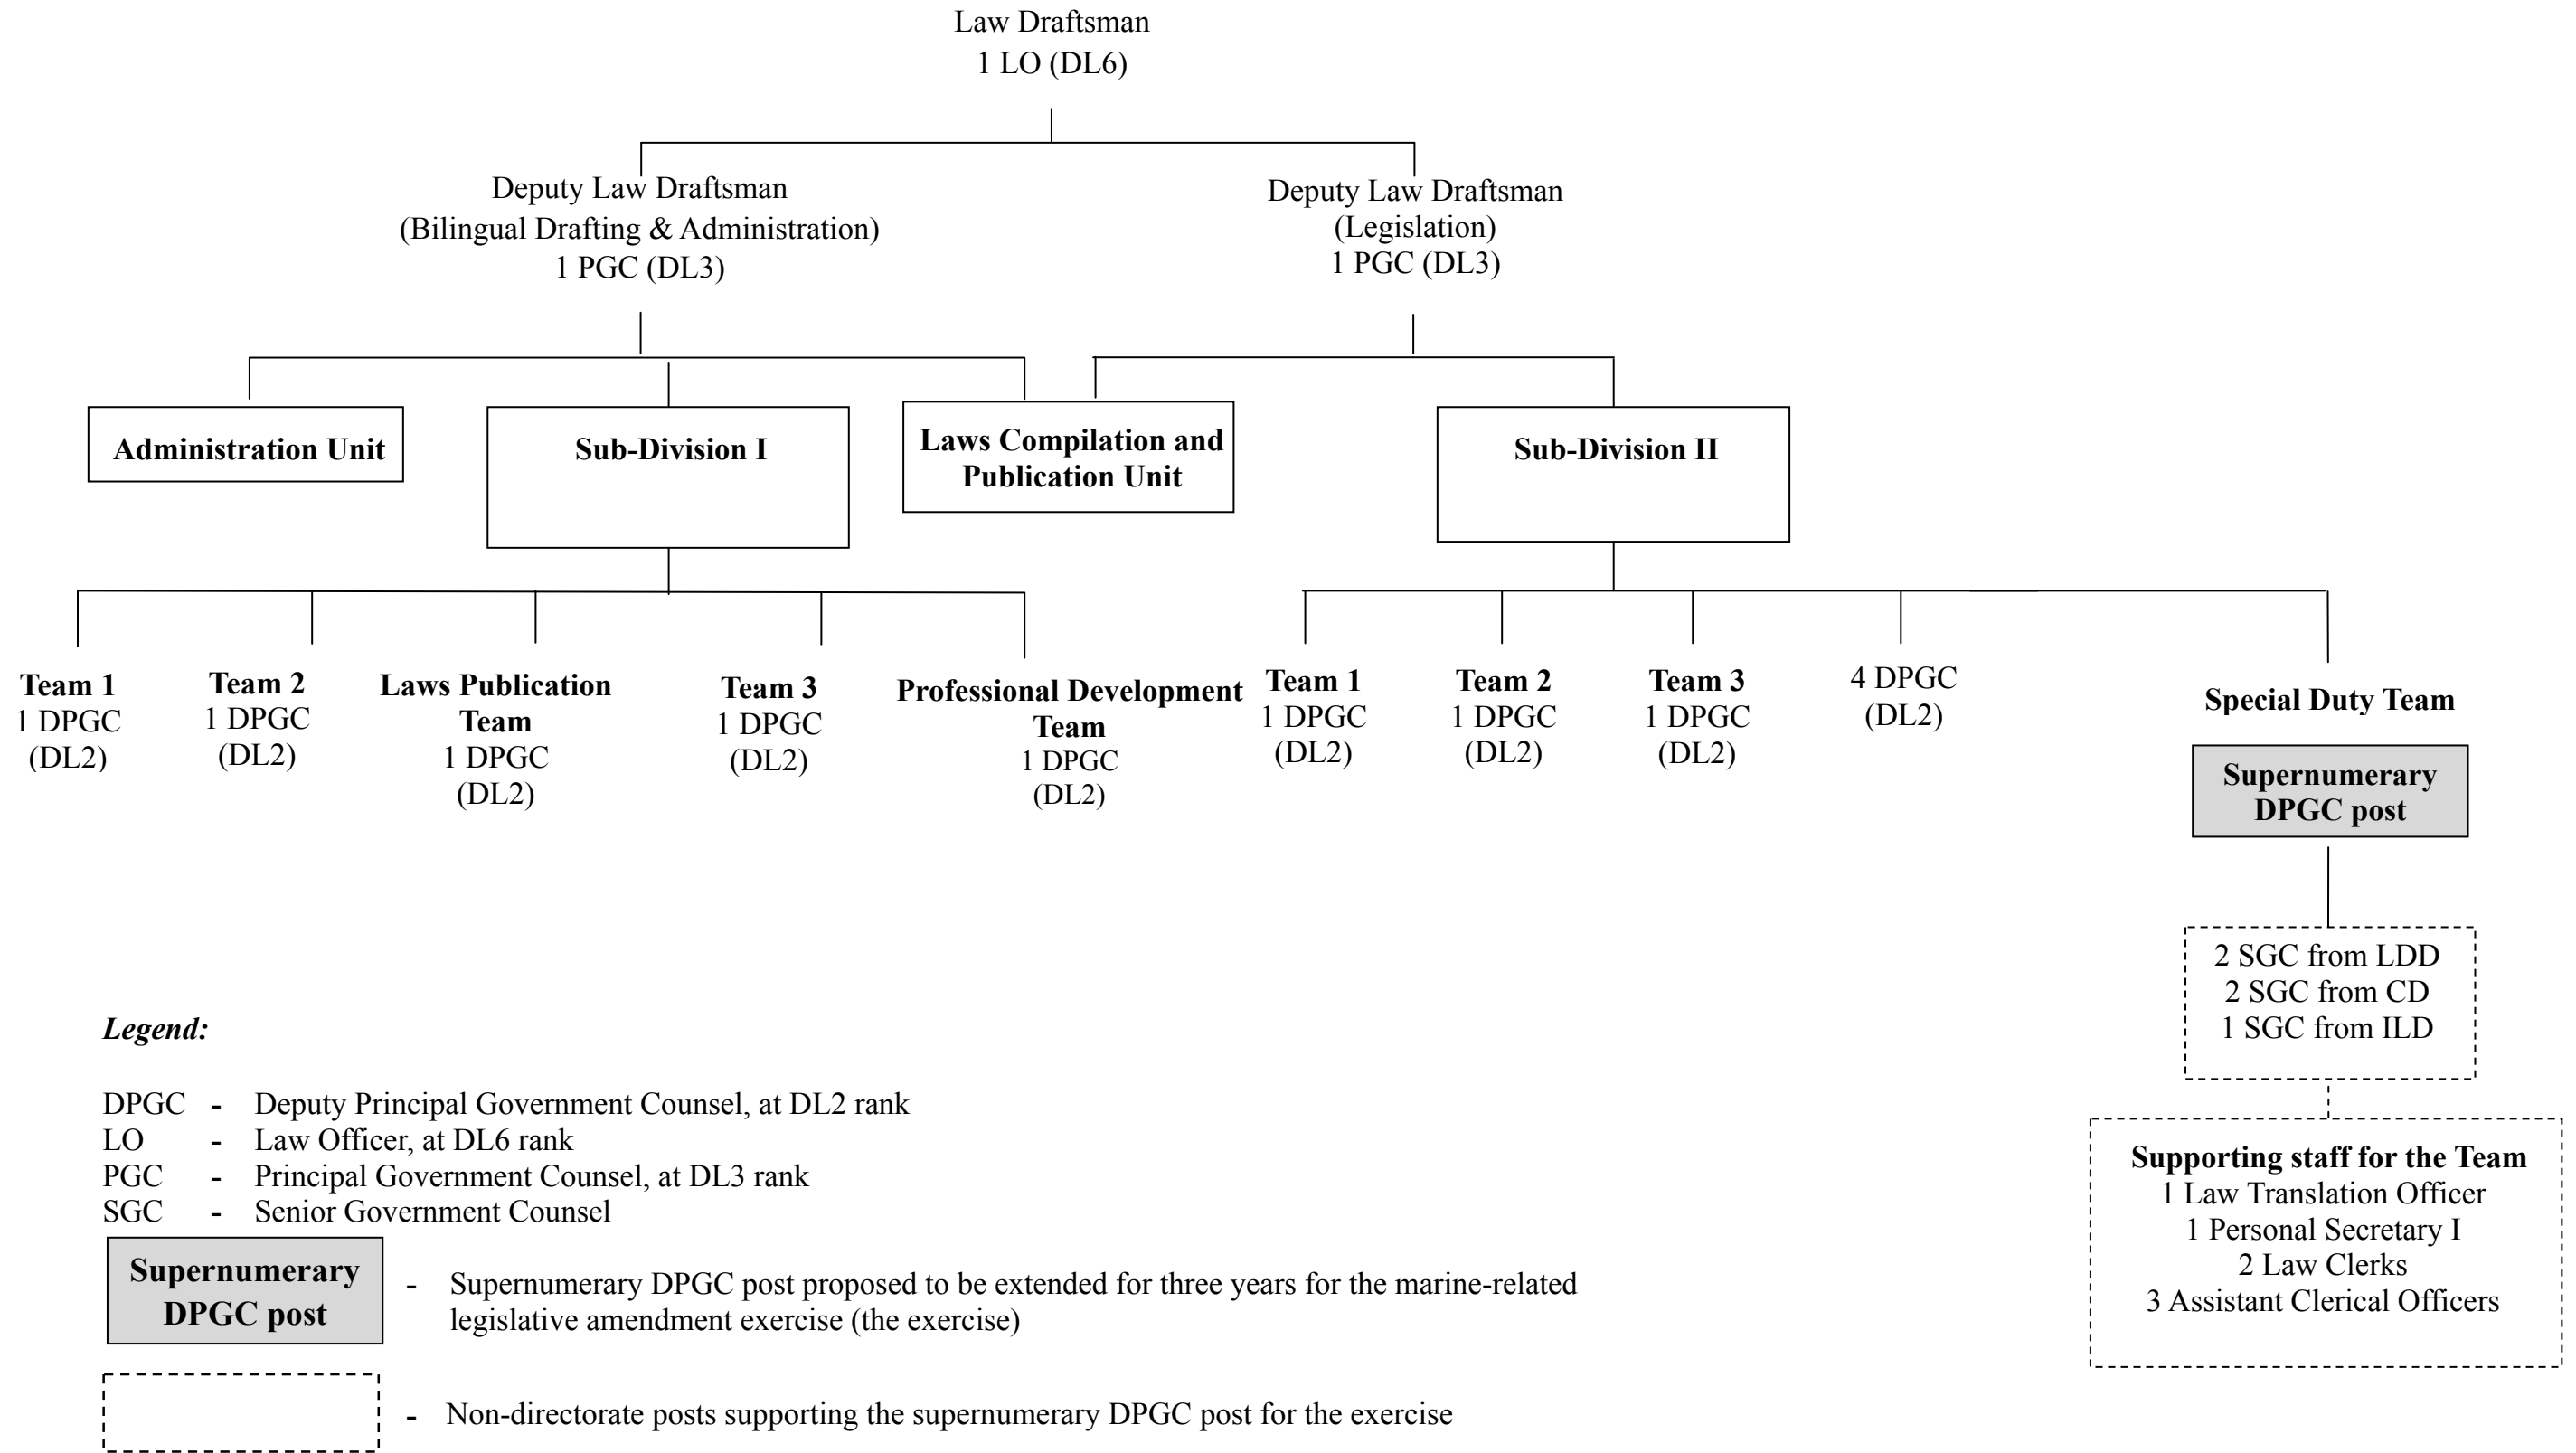 Law Draftsman
1 LO (DL6)
Deputy Law Draftsman
(Bilingual Drafting & Administration)
1 PGC (DL3)
Deputy Law Draftsman
(Legislation)
1 PGC (DL3)
Administration Unit
Sub-Division I
Laws Compilation and
Publication Unit
Sub-Division II
Team 1
1 DPGC
(DL2)
Team 2
1 DPGC
(DL2)
Laws Publication
Team
1 DPGC
(DL2)
Team 3
1 DPGC
(DL2)
Professional Development
Team
1 DPGC
(DL2)
Team 1
1 DPGC
(DL2)
Team 2
1 DPGC
(DL2)
Team 3
1 DPGC
(DL2)
4 DPGC
(DL2)
Special Duty Team
Supernumerary
DPGC post
2 SGC from LDD
2 SGC from CD
1 SGC from ILD
Supporting staff for the Team
1 Law Translation Officer
1 Personal Secretary I
2 Law Clerks
3 Assistant Clerical Officers
Legend:
DPGC - Deputy Principal Government Counsel, at DL2 rank
LO - Law Officer, at DL6 rank
PGC - Principal Government Counsel, at DL3 rank
SGC - Senior Government Counsel
Supernumerary
DPGC post
- Supernumerary DPGC post proposed to be extended for three years for the marine-related
legislative amendment exercise (the exercise)
- Non-directorate posts supporting the supernumerary DPGC post for the exercise